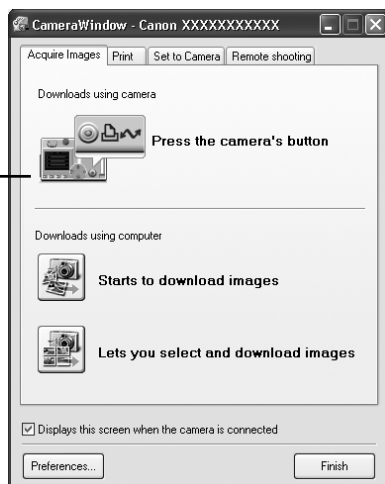 CameraWindow - Canon XXXXXXXXXXX
Acquire Images Print Set to Camera Remote shooting
Downloads using camera
Press the camera's button
Downloads using computer
Starts to download images
Lets you select and download images
Displays this screen when the camera is connected
Preferences... Finish